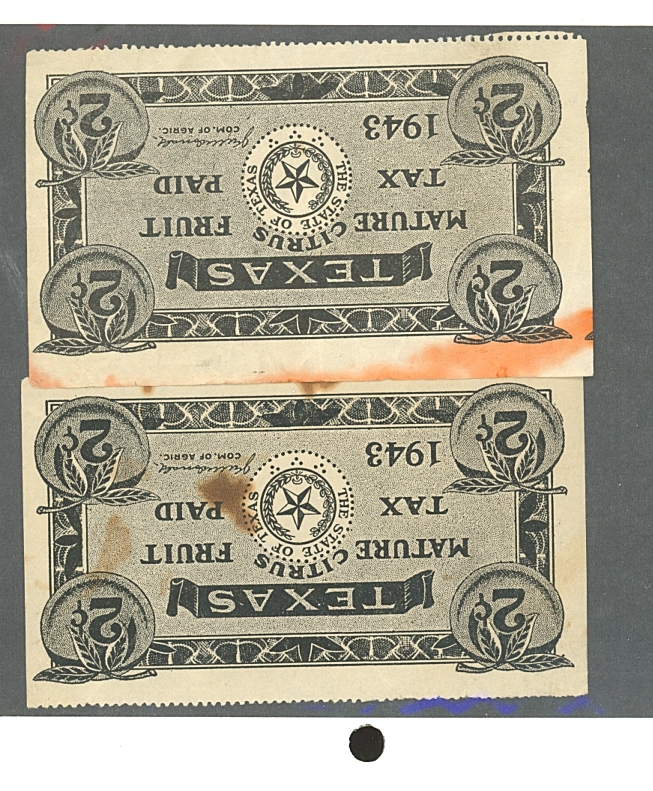 2¢ 2¢
TEXAS
MATURE CITRUS FRUIT
THE STATE OF TEXAS
TAX PAID
1943
COM. OF AGRIC.
2¢ 2¢
2¢ 2¢
TEXAS
MATURE CITRUS FRUIT
THE STATE OF TEXAS
TAX PAID
1943
COM. OF AGRIC.
2¢ 2¢